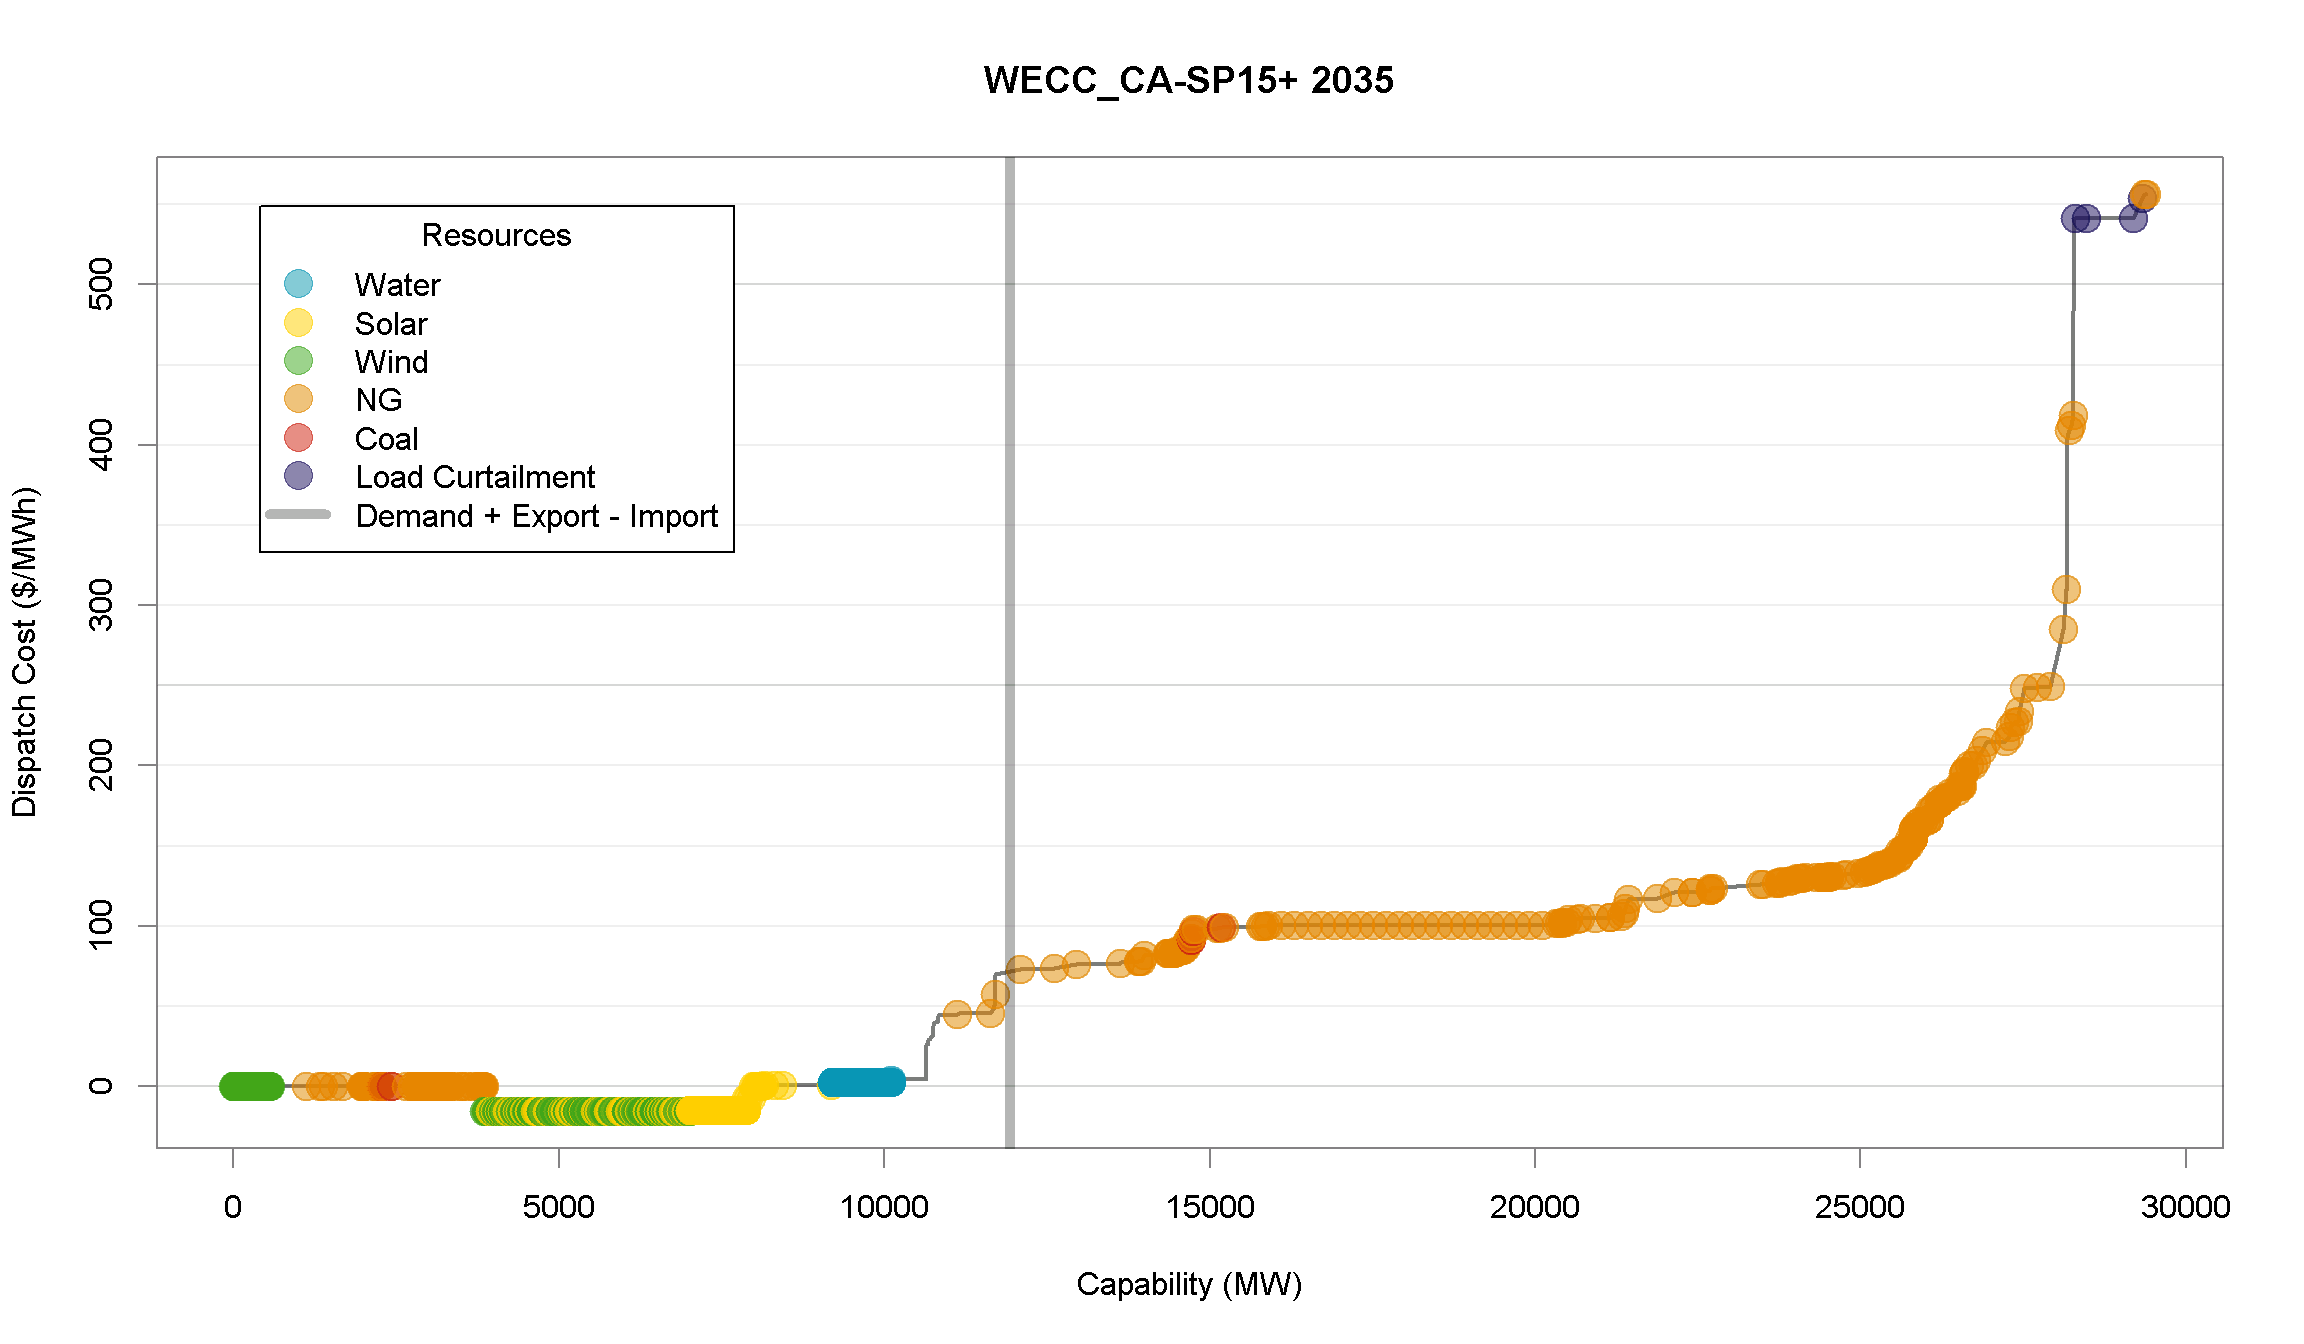 WECC_CA-SP15+ 2035
Resources
Water
Solar
Wind
NG
Coal
Load Curtailment
Demand + Export - Import
Dispatch Cost ($/MWh)
500
400
300
200
100
0
0 5000 10000 15000 20000 25000 30000
Capability (MW)